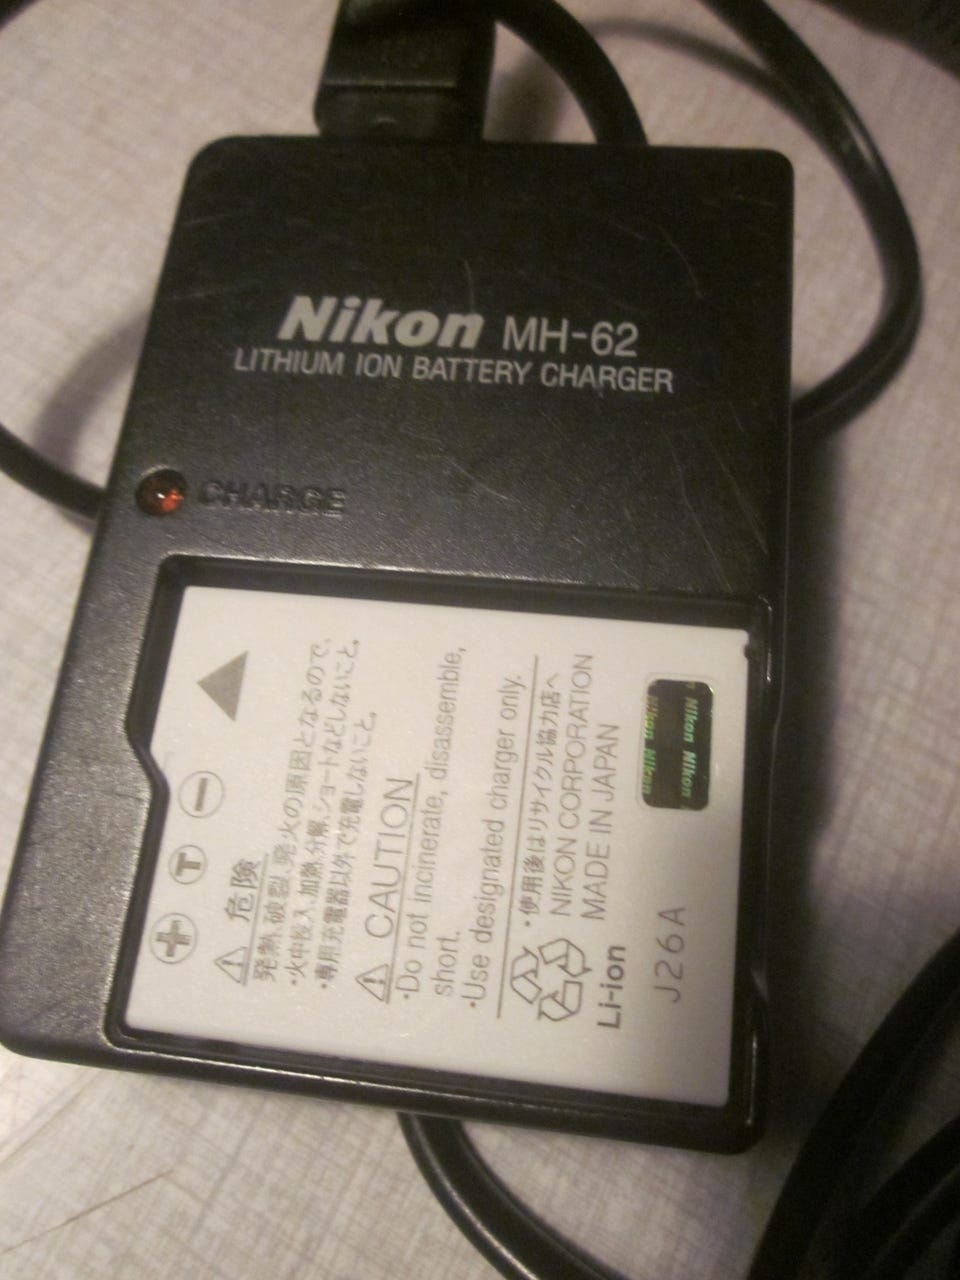 Nikon MH-62
LITHIUM ION BATTERY CHARGER
CHARGE
+ T −
⚠ 危険
発熱、破裂、発火の原因となるので、
・火中投入、加熱、分解、ショートなどしないこと。
・専用充電器以外で充電しないこと。
⚠ CAUTION
・Do not incinerate, disassemble,
short.
・Use designated charger only.
・使用後はリサイクル協力店へ
NIKON CORPORATION
MADE IN JAPAN
Li-ion
J26A
Nikon Nikon
Nikon Nikon